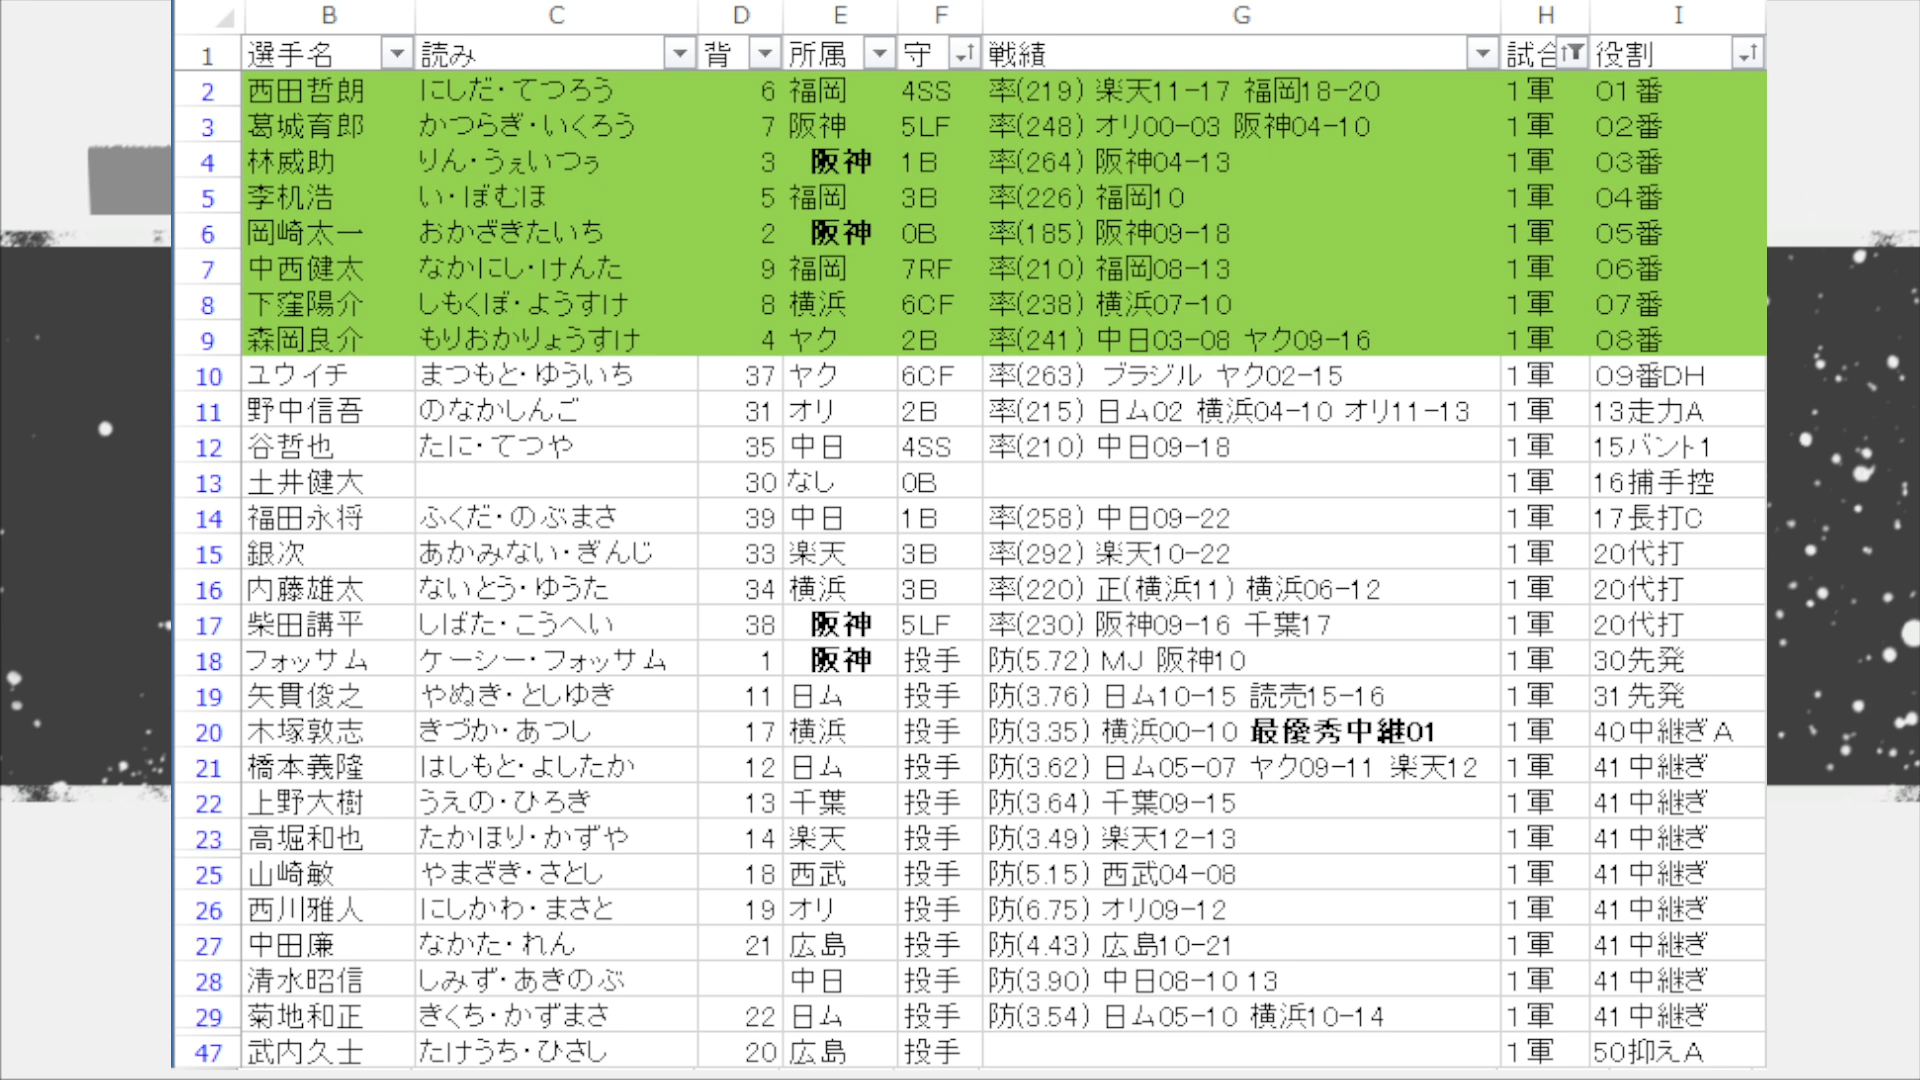 B C D E F G H I
1 選手名 読み 背 所属 守 戦績 試合 役割
2 西田哲朗 にしだ・てつろう 6 福岡 4SS 率(219) 楽天11-17 福岡18-20 1軍 01番
3 葛城育郎 かつらぎ・いくろう 7 阪神 5LF 率(248) オリ00-03 阪神04-10 1軍 02番
4 林威助 りん・うぇいつぅ 3 阪神 1B 率(264) 阪神04-13 1軍 03番
5 李机浩 い・ぼむほ 5 福岡 3B 率(226) 福岡10 1軍 04番
6 岡崎太一 おかざきたいち 2 阪神 0B 率(185) 阪神09-18 1軍 05番
7 中西健太 なかにし・けんた 9 福岡 7RF 率(210) 福岡08-13 1軍 06番
8 下窪陽介 しもくぼ・ようすけ 8 横浜 6CF 率(238) 横浜07-10 1軍 07番
9 森岡良介 もりおかりょうすけ 4 ヤク 2B 率(241) 中日03-08 ヤク09-16 1軍 08番
10 ユウイチ まつもと・ゆういち 37 ヤク 6CF 率(263) ブラジル ヤク02-15 1軍 09番DH
11 野中信吾 のなかしんご 31 オリ 2B 率(215) 日ム02 横浜04-10 オリ11-13 1軍 13走力A
12 谷哲也 たに・てつや 35 中日 4SS 率(210) 中日09-18 1軍 15バント1
13 土井健大 30 なし 0B 1軍 16捕手控
14 福田永将 ふくだ・のぶまさ 39 中日 1B 率(258) 中日09-22 1軍 17長打C
15 銀次 あかみない・ぎんじ 33 楽天 3B 率(292) 楽天10-22 1軍 20代打
16 内藤雄太 ないとう・ゆうた 34 横浜 3B 率(220) 正(横浜11) 横浜06-12 1軍 20代打
17 柴田講平 しばた・こうへい 38 阪神 5LF 率(230) 阪神09-16 千葉17 1軍 20代打
18 フォッサム ケーシー・フォッサム 1 阪神 投手 防(5.72) MJ 阪神10 1軍 30先発
19 矢貫俊之 やぬき・としゆき 11 日ム 投手 防(3.76) 日ム10-15 読売15-16 1軍 31先発
20 木塚敦志 きづか・あつし 17 横浜 投手 防(3.35) 横浜00-10 最優秀中継01 1軍 40中継ぎA
21 橋本義隆 はしもと・よしたか 12 日ム 投手 防(3.62) 日ム05-07 ヤク09-11 楽天12 1軍 41中継ぎ
22 上野大樹 うえの・ひろき 13 千葉 投手 防(3.64) 千葉09-15 1軍 41中継ぎ
23 高堀和也 たかほり・かずや 14 楽天 投手 防(3.49) 楽天12-13 1軍 41中継ぎ
25 山崎敏 やまざき・さとし 18 西武 投手 防(5.15) 西武04-08 1軍 41中継ぎ
26 西川雅人 にしかわ・まさと 19 オリ 投手 防(6.75) オリ09-12 1軍 41中継ぎ
27 中田廉 なかた・れん 21 広島 投手 防(4.43) 広島10-21 1軍 41中継ぎ
28 清水昭信 しみず・あきのぶ 中日 投手 防(3.90) 中日08-10 13 1軍 41中継ぎ
29 菊地和正 きくち・かずまさ 22 日ム 投手 防(3.54) 日ム05-10 横浜10-14 1軍 41中継ぎ
47 武内久士 たけうち・ひさし 20 広島 投手 1軍 50抑えA